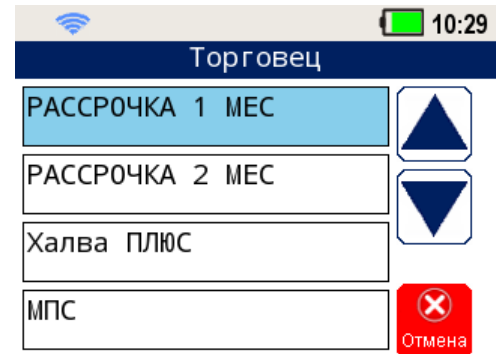 10:29
Торговец
РАССРОЧКА 1 МЕС
РАССРОЧКА 2 МЕС
Халва ПЛЮС
МПС
Отмена